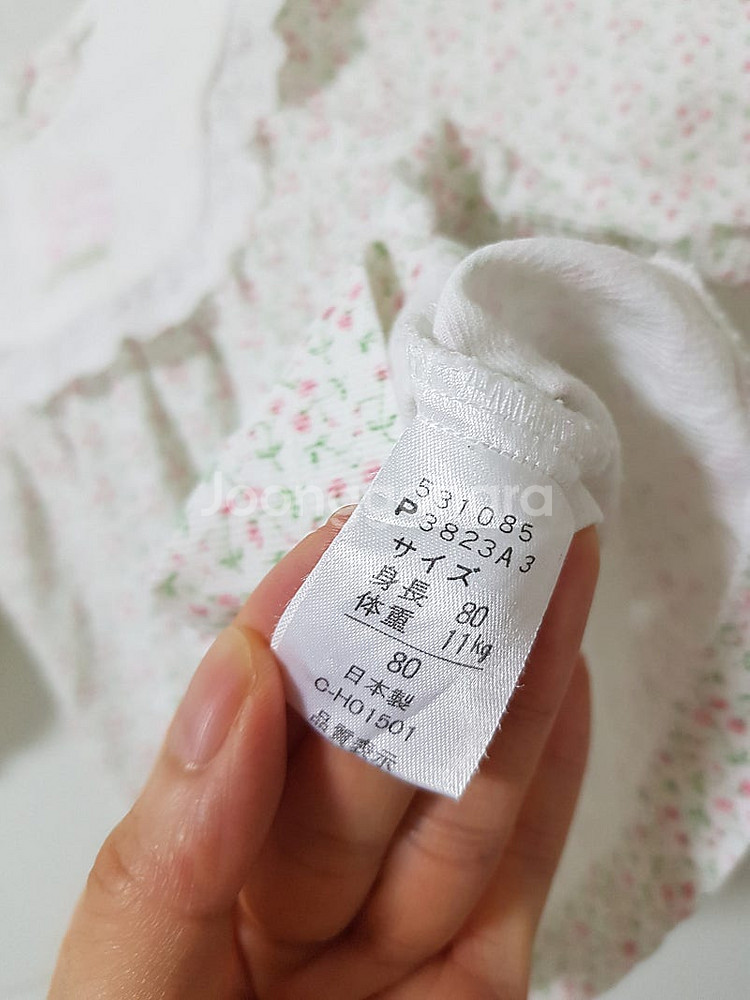 Joonggonara
531085
P3823A3
サイズ
身長 80
体重 11kg
80
日本製
C-H01501
品質表示